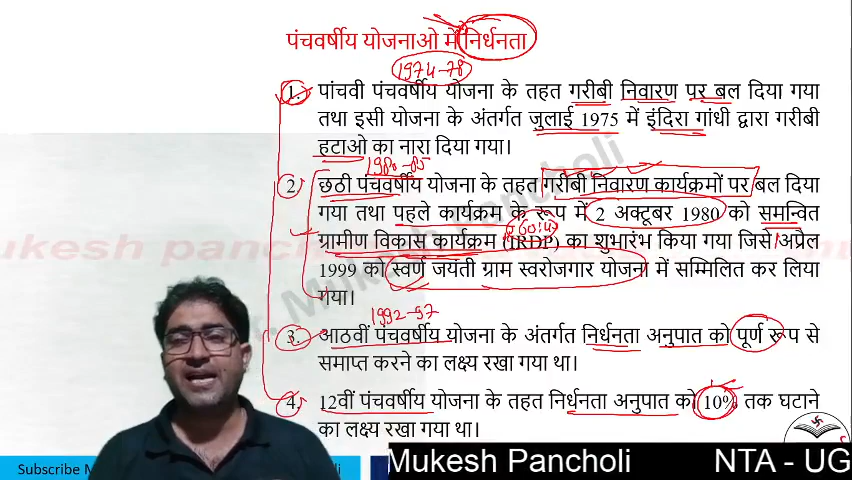 पंचवर्षीय योजनाओ में निर्धनता
1974-78
1. पांचवी पंचवर्षीय योजना के तहत गरीबी निवारण पर बल दिया गया
तथा इसी योजना के अंतर्गत जुलाई 1975 में इंदिरा गांधी द्वारा गरीबी
हटाओ का नारा दिया गया।
1980-85
2. छठी पंचवर्षीय योजना के तहत गरीबी निवारण कार्यक्रमों पर बल दिया
गया तथा पहले कार्यक्रम के रूप में 2 अक्टूबर 1980 को समन्वित
ग्रामीण विकास कार्यक्रम (IRDP) का शुभारंभ किया गया जिसे 1अप्रैल
1999 को स्वर्ण जयंती ग्राम स्वरोजगार योजना में सम्मिलित कर लिया
गया।
1992-97
3. आठवीं पंचवर्षीय योजना के अंतर्गत निर्धनता अनुपात को पूर्ण रूप से
समाप्त करने का लक्ष्य रखा गया था।
4. 12वीं पंचवर्षीय योजना के तहत निर्धनता अनुपात को 10% तक घटाने
का लक्ष्य रखा गया था।
Mukesh Pancholi
Subscribe M
Mukesh Pancholi NTA - UG